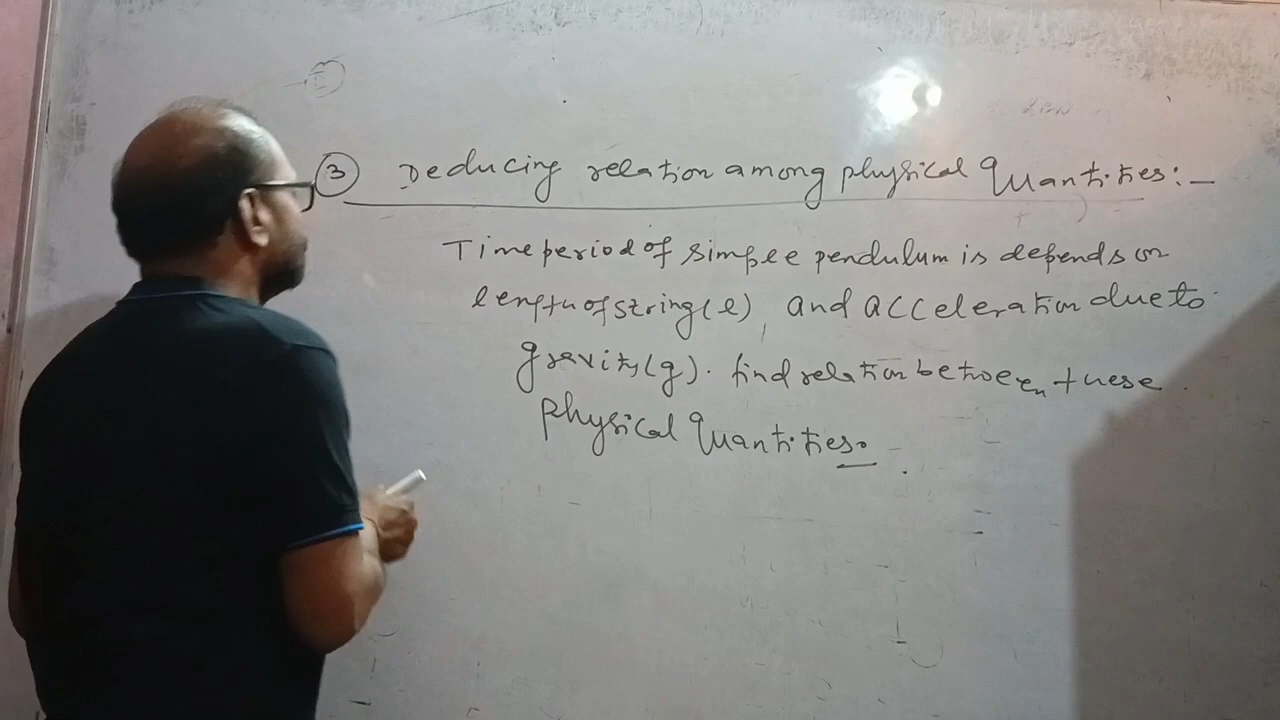 3 Deducing relation among physical Quantities:-
Time period of simple pendulum is depends on
length of string(l) and acceleration due to
gravity(g). find relation between these
physical Quantities.